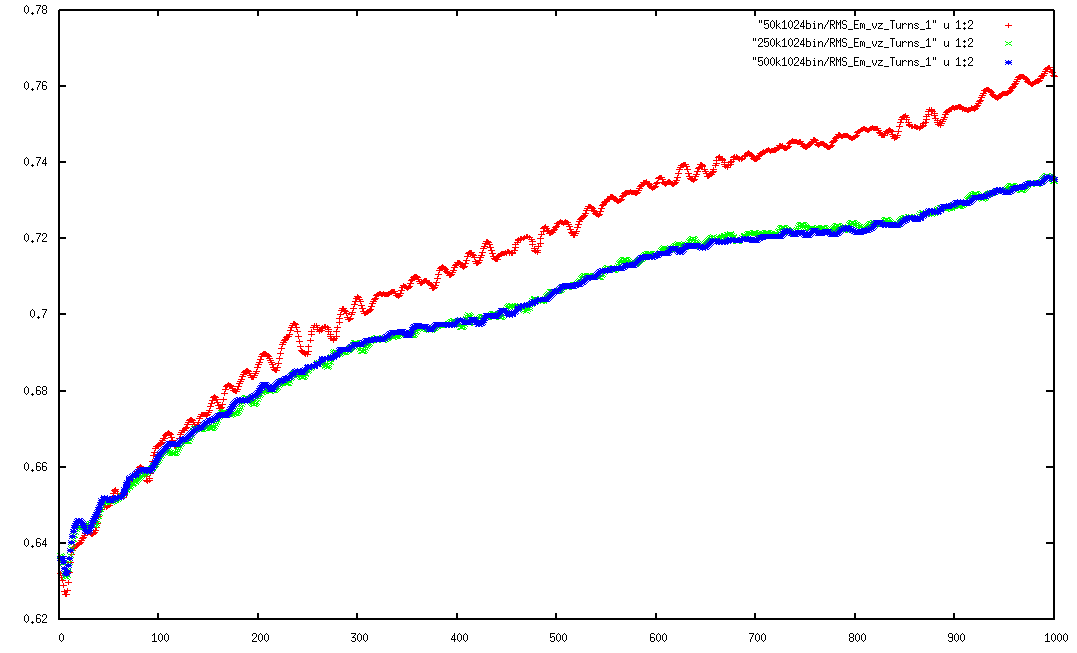 0.78
"50k1024bin/RMS_Em_vz_Turns_1" u 1:2
"250k1024bin/RMS_Em_vz_Turns_1" u 1:2
"500k1024bin/RMS_Em_vz_Turns_1" u 1:2
0.76
0.74
0.72
0.7
0.68
0.66
0.64
0.62
0 100 200 300 400 500 600 700 800 900 1000